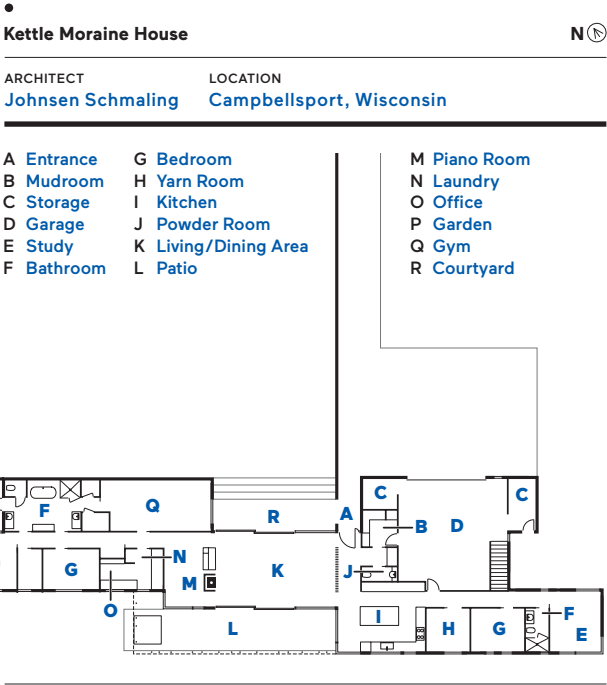 Kettle Moraine House
N
ARCHITECT
Johnsen Schmaling
LOCATION
Campbellsport, Wisconsin
A Entrance
B Mudroom
C Storage
D Garage
E Study
F Bathroom
G Bedroom
H Yarn Room
I Kitchen
J Powder Room
K Living/Dining Area
L Patio
M Piano Room
N Laundry
O Office
P Garden
Q Gym
R Courtyard
F
Q
R
A
C
B
D
C
G
N
M
K
J
O
L
I
H
G
F
E